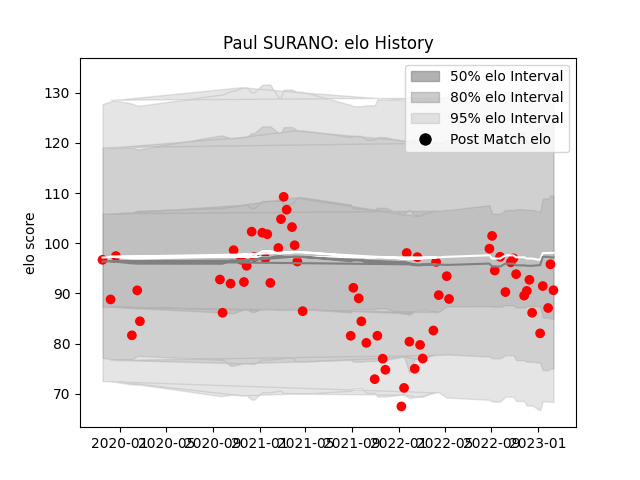 Paul SURANO: elo History
50% elo Interval
80% elo Interval
95% elo Interval
Post Match elo
elo score
130
120
110
100
90
80
70
2020-01 2020-05 2020-09 2021-01 2021-05 2021-09 2022-01 2022-05 2022-09 2023-01